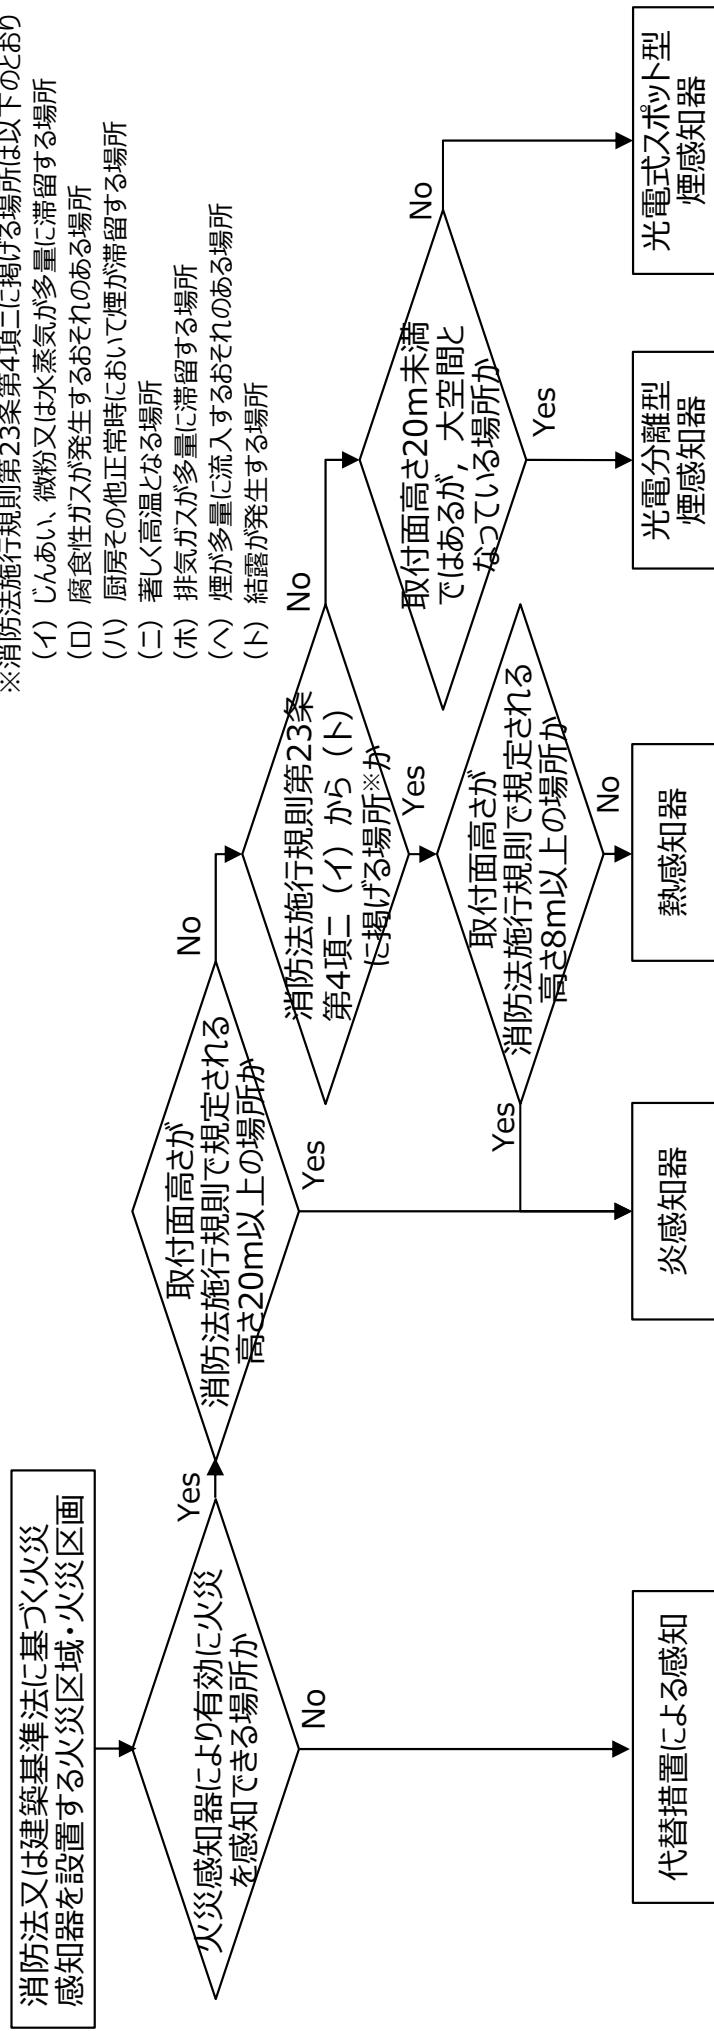 ※消防法施行規則第23条第4項ニに掲げる場所は以下のとおり
(イ) じんあい、微粉又は水蒸気が多量に滞留する場所
(ロ) 腐食性ガスが発生するおそれのある場所
(ハ) 厨房その他正常時において煙が滞留する場所
(ニ) 著しく高温となる場所
(ホ) 排気ガスが多量に滞留する場所
(ヘ) 煙が多量に流入するおそれのある場所
(ト) 結露が発生する場所
消防法又は建築基準法に基づく火災
感知器を設置する火災区域・火災区画
火災感知器により有効に火災
を感知できる場所か
Yes
No
取付面高さが
消防法施行規則で規定される
高さ20m以上の場所か
No
Yes
消防法施行規則第23条
第4項ニ（イ）から（ト）
に掲げる場所※か
No
Yes
取付面高さが
消防法施行規則で規定される
高さ8m以上の場所か
Yes
No
取付面高さ20m未満
ではあるが，大空間と
なっている場所か
No
Yes
代替措置による感知
炎感知器
熱感知器
光電分離型
煙感知器
光電式スポット型
煙感知器